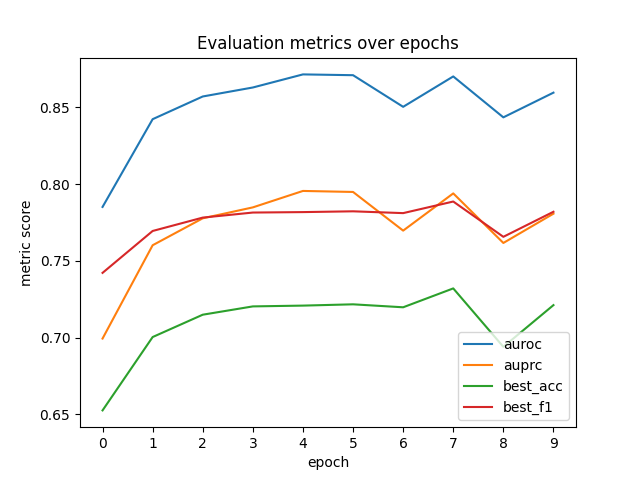 Evaluation metrics over epochs
metric score
0.85
0.80
0.75
0.70
0.65
0 1 2 3 4 5 6 7 8 9
epoch
auroc
auprc
best_acc
best_f1